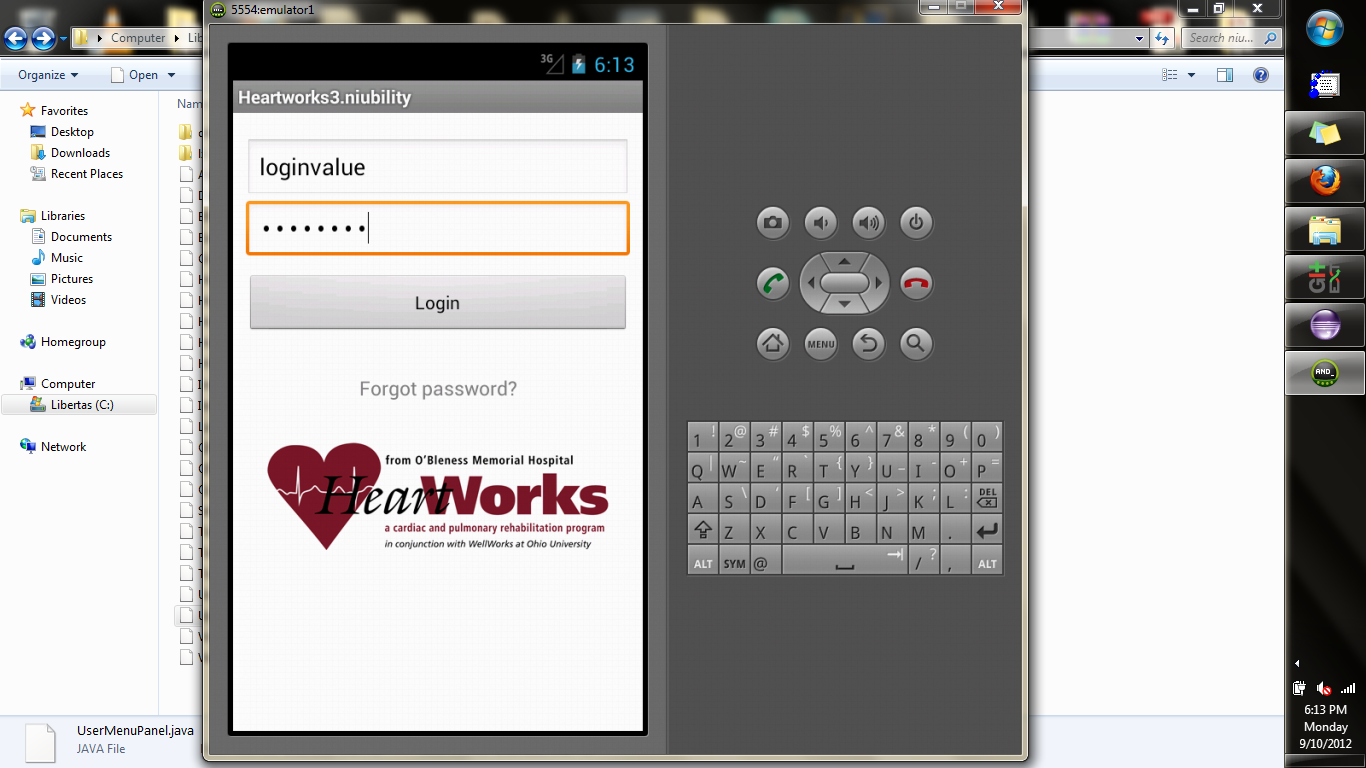 5554:emulator1
Computer
Lib
Search niu...
Organize
Open
Favorites
Desktop
Downloads
Recent Places
Libraries
Documents
Music
Pictures
Videos
Homegroup
Computer
Libertas (C:)
Network
UserMenuPanel.java
JAVA File
3G 6:13
Heartworks3.niubility
loginvalue
Login
Forgot password?
from O'Bleness Memorial Hospital
HeartWorks
a cardiac and pulmonary rehabilitation program
in conjunction with WellWorks at Ohio University
MENU
1 ! 2 @ 3 # 4 $ 5 % 6 ^ 7 & 8 * 9 ( 0 )
Q | W ~ E " R ` T { Y } U _ I - O + P =
A S \ D ' F [ G ] H < J > K ; L : DEL
Z X C V B N M .
ALT SYM @ / ? , ALT
AND_
6:13 PM
Monday
9/10/2012